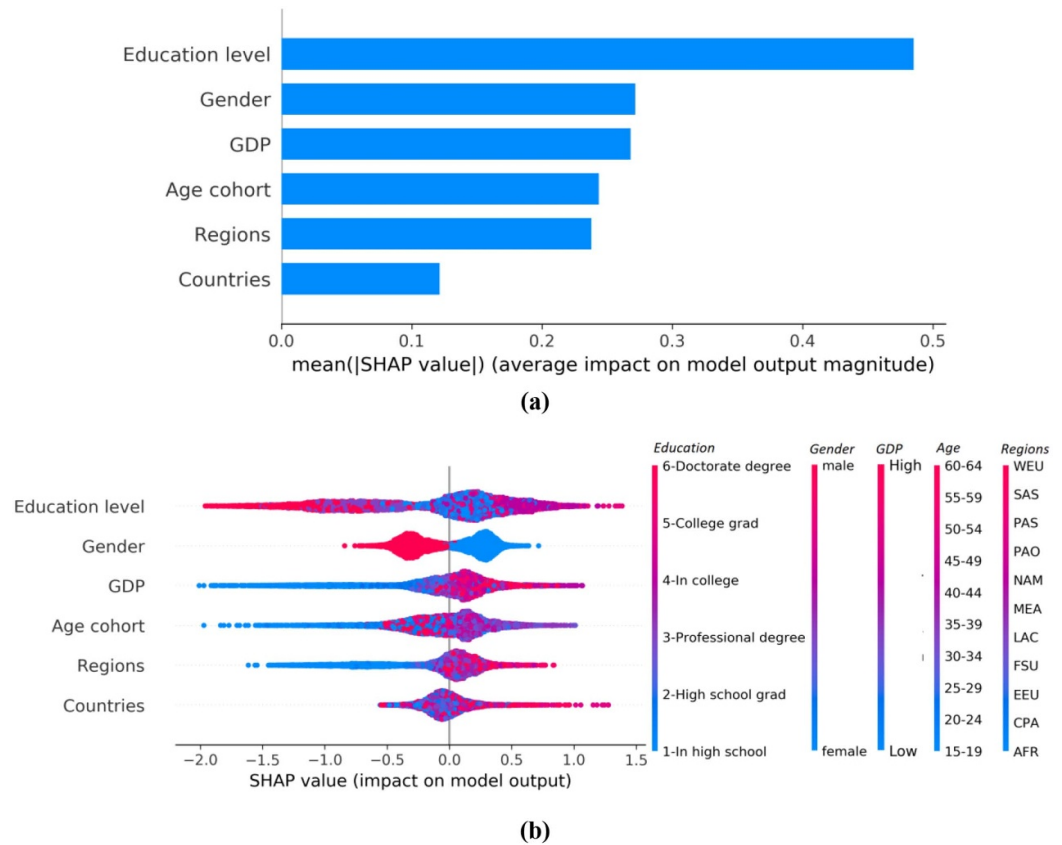 Education level
Gender
GDP
Age cohort
Regions
Countries
0.0 0.1 0.2 0.3 0.4 0.5
mean(|SHAP value|) (average impact on model output magnitude)
(a)
Education level
Gender
GDP
Age cohort
Regions
Countries
−2.0 −1.5 −1.0 −0.5 0.0 0.5 1.0 1.5
SHAP value (impact on model output)
Education
6-Doctorate degree
5-College grad
4-In college
3-Professional degree
2-High school grad
1-In high school
Gender
male
female
GDP
High
Low
Age
60-64
55-59
50-54
45-49
40-44
35-39
30-34
25-29
20-24
15-19
Regions
WEU
SAS
PAS
PAO
NAM
MEA
LAC
FSU
EEU
CPA
AFR
(b)